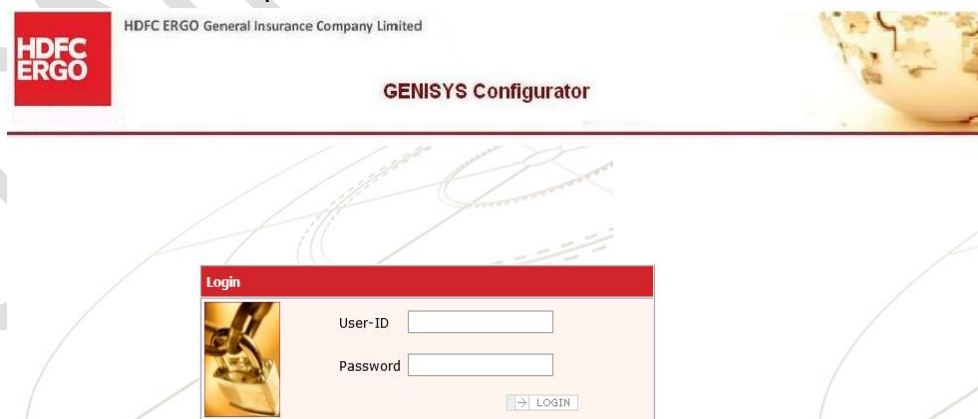 HDFC ERGO General Insurance Company Limited
HDFC
ERGO
GENISYS Configurator
Login
User-ID
Password
LOGIN